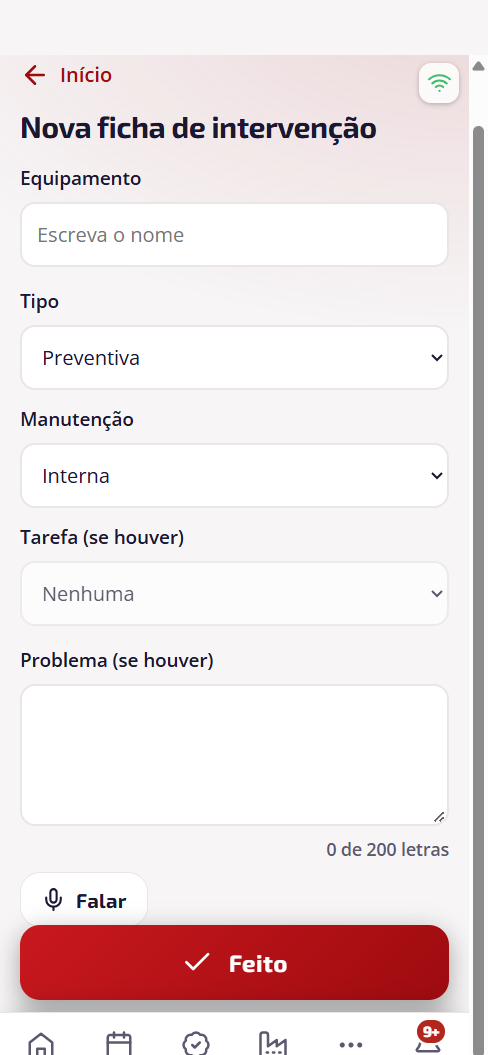 Início
Nova ficha de intervenção
Equipamento
Escreva o nome
Tipo
Preventiva
Manutenção
Interna
Tarefa (se houver)
Nenhuma
Problema (se houver)
0 de 200 letras
Falar
Feito
9+